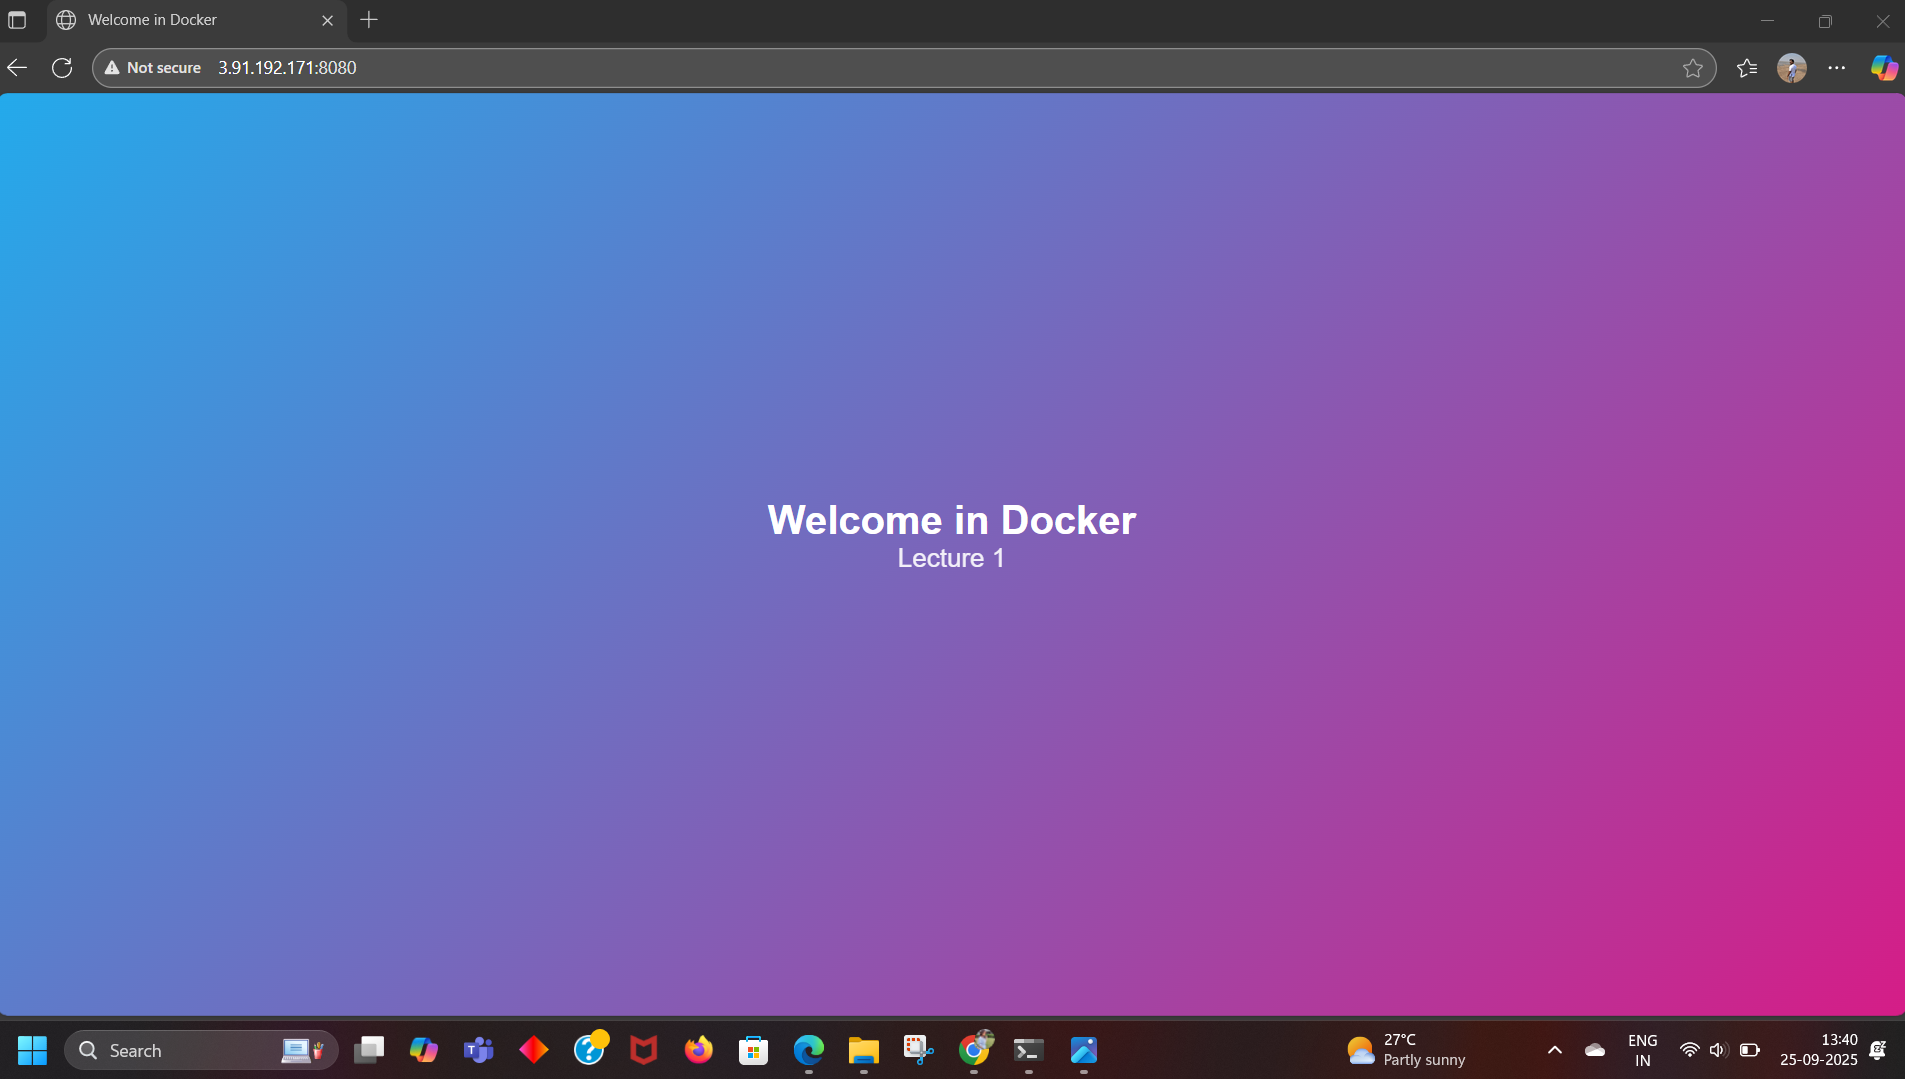 Welcome in Docker
Not secure 3.91.192.171:8080
Welcome in Docker
Lecture 1
Search
27°C
Partly sunny
ENG
IN
13:40
25-09-2025